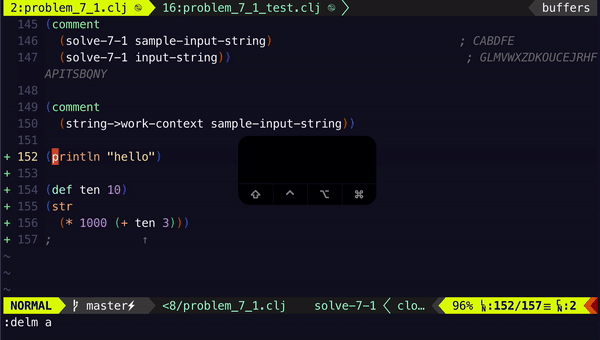 2:problem_7_1.clj 16:problem_7_1_test.clj buffers
145 (comment
146 (solve-7-1 sample-input-string) ; CABDFE
147 (solve-7-1 input-string)) ; GLMVWXZDKOUCEJRHF
APITSBQNY
148
149 (comment
150 (string->work-context sample-input-string))
151
+ 152 (println "hello")
+ 153
+ 154 (def ten 10)
+ 155 (str
+ 156 (* 1000 (+ ten 3)))
+ 157 ; ↑
~
~
~
⇧ ^ ⌥ ⌘
NORMAL master⚡ <8/problem_7_1.clj solve-7-1 < clo… 96% ㏑:152/157≡ ℅:2
:delm a